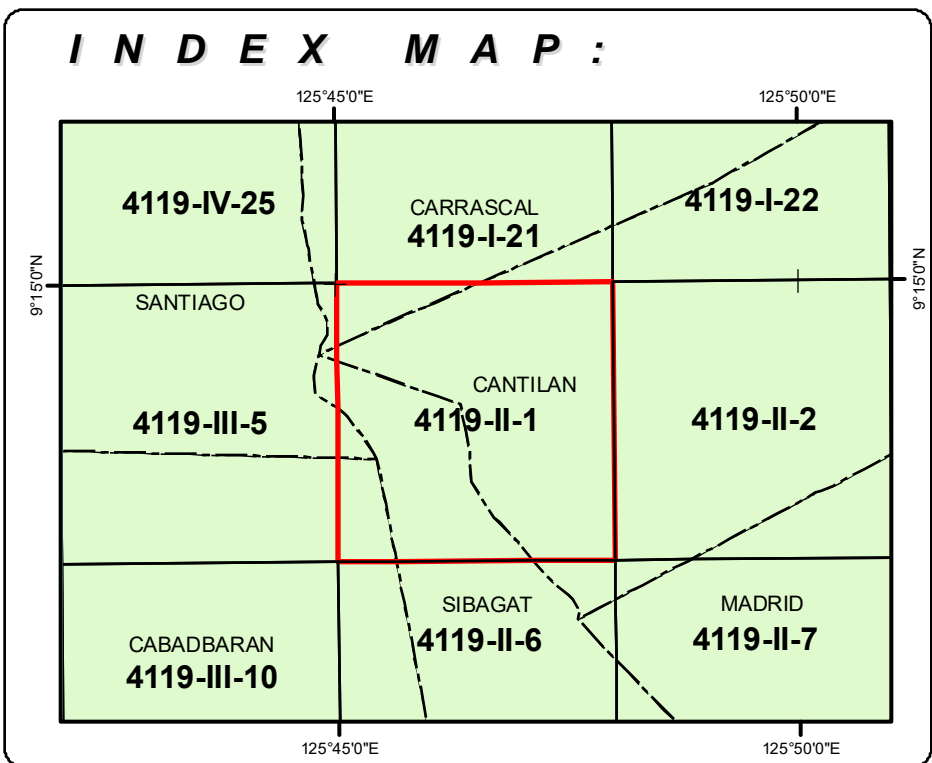 INDEX MAP:
125°45'0"E
125°50'0"E
4119-IV-25
CARRASCAL
4119-I-21
4119-I-22
9°15'0"N
9°15'0"N
SANTIAGO
4119-III-5
CANTILAN
4119-II-1
4119-II-2
CABADBARAN
4119-III-10
SIBAGAT
4119-II-6
MADRID
4119-II-7
125°45'0"E
125°50'0"E